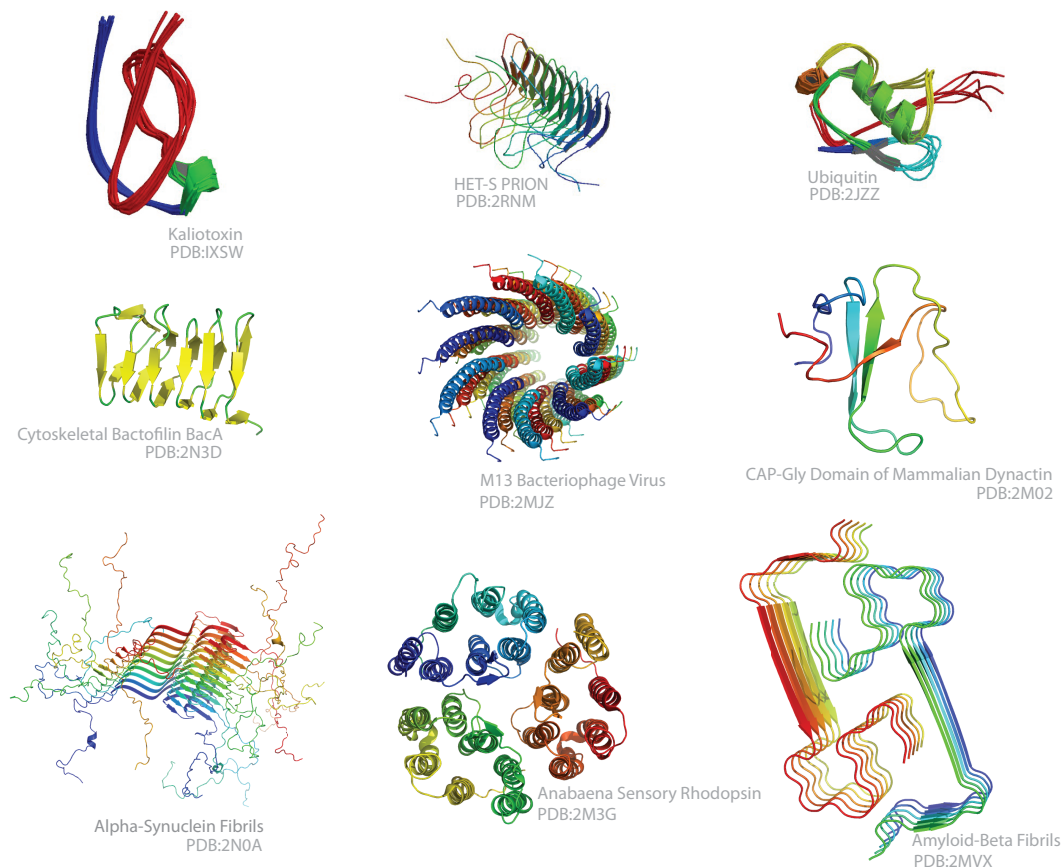 Kaliotoxin
PDB:IXSW
HET-S PRION
PDB:2RNM
Ubiquitin
PDB:2JZZ
Cytoskeletal Bactofilin BacA
PDB:2N3D
M13 Bacteriophage Virus
PDB:2MJZ
CAP-Gly Domain of Mammalian Dynactin
PDB:2M02
Alpha-Synuclein Fibrils
PDB:2N0A
Anabaena Sensory Rhodopsin
PDB:2M3G
Amyloid-Beta Fibrils
PDB:2MVX